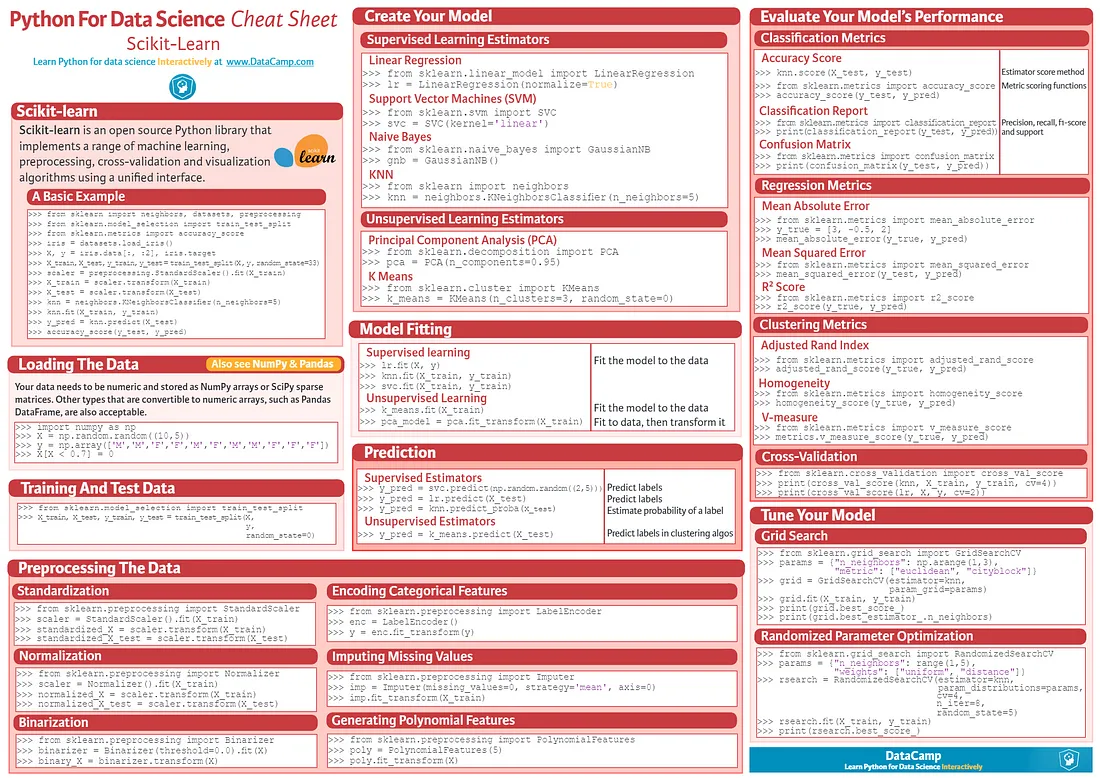 Python For Data Science Cheat Sheet
Scikit-Learn
Learn Python for data science Interactively at www.DataCamp.com
Scikit-learn
Scikit-learn is an open source Python library that
implements a range of machine learning,
preprocessing, cross-validation and visualization
algorithms using a unified interface.
learn
A Basic Example
>>> from sklearn import neighbors, datasets, preprocessing
>>> from sklearn.model_selection import train_test_split
>>> from sklearn.metrics import accuracy_score
>>> iris = datasets.load_iris()
>>> X, y = iris.data[:, :2], iris.target
>>> X_train, X_test, y_train, y_test = train_test_split(X, y, random_state=33)
>>> scaler = preprocessing.StandardScaler().fit(X_train)
>>> X_train = scaler.transform(X_train)
>>> X_test = scaler.transform(X_test)
>>> knn = neighbors.KNeighborsClassifier(n_neighbors=5)
>>> knn.fit(X_train, y_train)
>>> y_pred = knn.predict(X_test)
>>> accuracy_score(y_test, y_pred)
Loading The Data
Also see NumPy & Pandas
Your data needs to be numeric and stored as NumPy arrays or SciPy sparse
matrices. Other types that are convertible to numeric arrays, such as Pandas
DataFrame, are also acceptable.
>>> import numpy as np
>>> X = np.random.random((10,5))
>>> y = np.array(['M','M','F','F','M','F','M','M','F','F','F'])
>>> X[X < 0.7] = 0
Training And Test Data
>>> from sklearn.model_selection import train_test_split
>>> X_train, X_test, y_train, y_test = train_test_split(X,
y,
random_state=0)
Preprocessing The Data
Standardization
>>> from sklearn.preprocessing import StandardScaler
>>> scaler = StandardScaler().fit(X_train)
>>> standardized_X = scaler.transform(X_train)
>>> standardized_X_test = scaler.transform(X_test)
Normalization
>>> from sklearn.preprocessing import Normalizer
>>> scaler = Normalizer().fit(X_train)
>>> normalized_X = scaler.transform(X_train)
>>> normalized_X_test = scaler.transform(X_test)
Binarization
>>> from sklearn.preprocessing import Binarizer
>>> binarizer = Binarizer(threshold=0.0).fit(X)
>>> binary_X = binarizer.transform(X)
Encoding Categorical Features
>>> from sklearn.preprocessing import LabelEncoder
>>> enc = LabelEncoder()
>>> y = enc.fit_transform(y)
Imputing Missing Values
>>> from sklearn.preprocessing import Imputer
>>> imp = Imputer(missing_values=0, strategy='mean', axis=0)
>>> imp.fit_transform(X_train)
Generating Polynomial Features
>>> from sklearn.preprocessing import PolynomialFeatures
>>> poly = PolynomialFeatures(5)
>>> poly.fit_transform(X)
Create Your Model
Supervised Learning Estimators
Linear Regression
>>> from sklearn.linear_model import LinearRegression
>>> lr = LinearRegression(normalize=True)
Support Vector Machines (SVM)
>>> from sklearn.svm import SVC
>>> svc = SVC(kernel='linear')
Naive Bayes
>>> from sklearn.naive_bayes import GaussianNB
>>> gnb = GaussianNB()
KNN
>>> from sklearn import neighbors
>>> knn = neighbors.KNeighborsClassifier(n_neighbors=5)
Unsupervised Learning Estimators
Principal Component Analysis (PCA)
>>> from sklearn.decomposition import PCA
>>> pca = PCA(n_components=0.95)
K Means
>>> from sklearn.cluster import KMeans
>>> k_means = KMeans(n_clusters=3, random_state=0)
Model Fitting
Supervised learning
>>> lr.fit(X, y)
Fit the model to the data
>>> knn.fit(X_train, y_train)
>>> svc.fit(X_train, y_train)
Unsupervised Learning
>>> k_means.fit(X_train)
Fit the model to the data
>>> pca_model = pca.fit_transform(X_train)
Fit to data, then transform it
Prediction
Supervised Estimators
>>> y_pred = svc.predict(np.random.random((2,5)))
Predict labels
>>> y_pred = lr.predict(X_test)
Predict labels
>>> y_pred = knn.predict_proba(X_test)
Estimate probability of a label
Unsupervised Estimators
>>> y_pred = k_means.predict(X_test)
Predict labels in clustering algos
Evaluate Your Model's Performance
Classification Metrics
Accuracy Score
>>> knn.score(X_test, y_test)
Estimator score method
>>> from sklearn.metrics import accuracy_score
Metric scoring functions
>>> accuracy_score(y_test, y_pred)
Classification Report
>>> from sklearn.metrics import classification_report
Precision, recall, f1-score
>>> print(classification_report(y_test, y_pred))
and support
Confusion Matrix
>>> from sklearn.metrics import confusion_matrix
>>> print(confusion_matrix(y_test, y_pred))
Regression Metrics
Mean Absolute Error
>>> from sklearn.metrics import mean_absolute_error
>>> y_true = [3, -0.5, 2]
>>> mean_absolute_error(y_true, y_pred)
Mean Squared Error
>>> from sklearn.metrics import mean_squared_error
>>> mean_squared_error(y_test, y_pred)
R² Score
>>> from sklearn.metrics import r2_score
>>> r2_score(y_true, y_pred)
Clustering Metrics
Adjusted Rand Index
>>> from sklearn.metrics import adjusted_rand_score
>>> adjusted_rand_score(y_true, y_pred)
Homogeneity
>>> from sklearn.metrics import homogeneity_score
>>> homogeneity_score(y_true, y_pred)
V-measure
>>> from sklearn.metrics import v_measure_score
>>> metrics.v_measure_score(y_true, y_pred)
Cross-Validation
>>> from sklearn.cross_validation import cross_val_score
>>> print(cross_val_score(knn, X_train, y_train, cv=4))
>>> print(cross_val_score(lr, X, y, cv=2))
Tune Your Model
Grid Search
>>> from sklearn.grid_search import GridSearchCV
>>> params = {"n_neighbors": np.arange(1,3),
"metric": ["euclidean", "cityblock"]}
>>> grid = GridSearchCV(estimator=knn,
param_grid=params)
>>> grid.fit(X_train, y_train)
>>> print(grid.best_score_)
>>> print(grid.best_estimator_.n_neighbors)
Randomized Parameter Optimization
>>> from sklearn.grid_search import RandomizedSearchCV
>>> params = {"n_neighbors": range(1,5),
"weights": ["uniform", "distance"]}
>>> rsearch = RandomizedSearchCV(estimator=knn,
param_distributions=params,
cv=4,
n_iter=8,
random_state=5)
>>> rsearch.fit(X_train, y_train)
>>> print(rsearch.best_score_)
DataCamp
Learn Python for Data Science Interactively